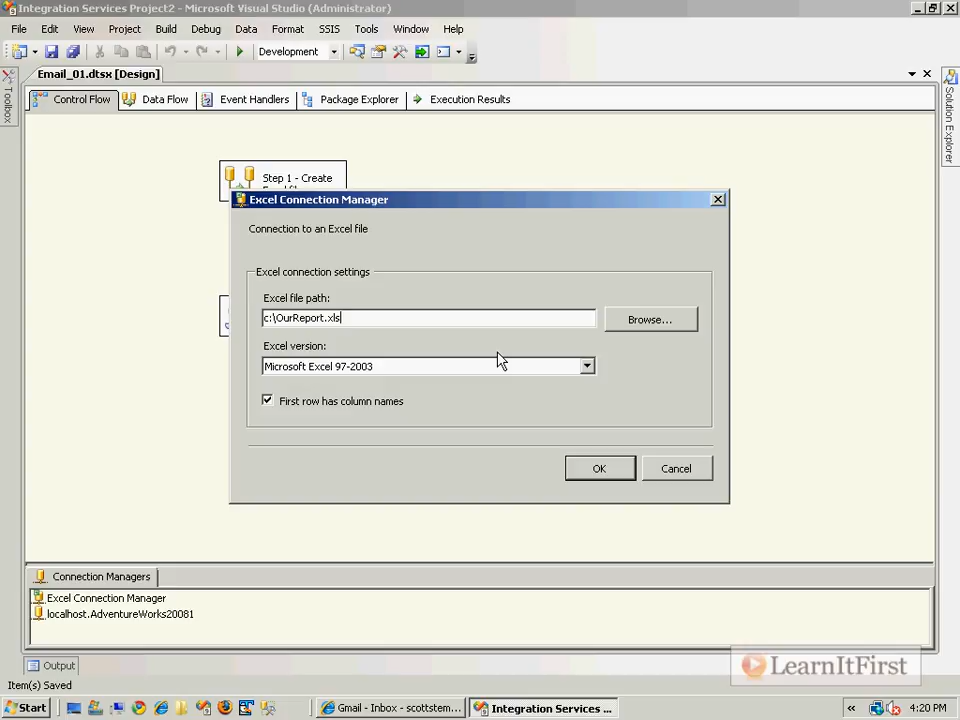 Integration Services Project2 - Microsoft Visual Studio (Administrator)
File Edit View Project Build Debug Data Format SSIS Tools Window Help
Development
Email_01.dtsx [Design]
Toolbox
Control Flow Data Flow Event Handlers Package Explorer Execution Results
Solution Explorer
Step 1 - Create
Excel Connection Manager
Connection to an Excel file
Excel connection settings
Excel file path:
c:\OurReport.xls
Browse...
Excel version:
Microsoft Excel 97-2003
First row has column names
OK Cancel
Connection Managers
Excel Connection Manager
localhost.AdventureWorks20081
LearnItFirst
Output
Item(s) Saved
Start Gmail - Inbox - scottstem... Integration Services ... « 4:20 PM